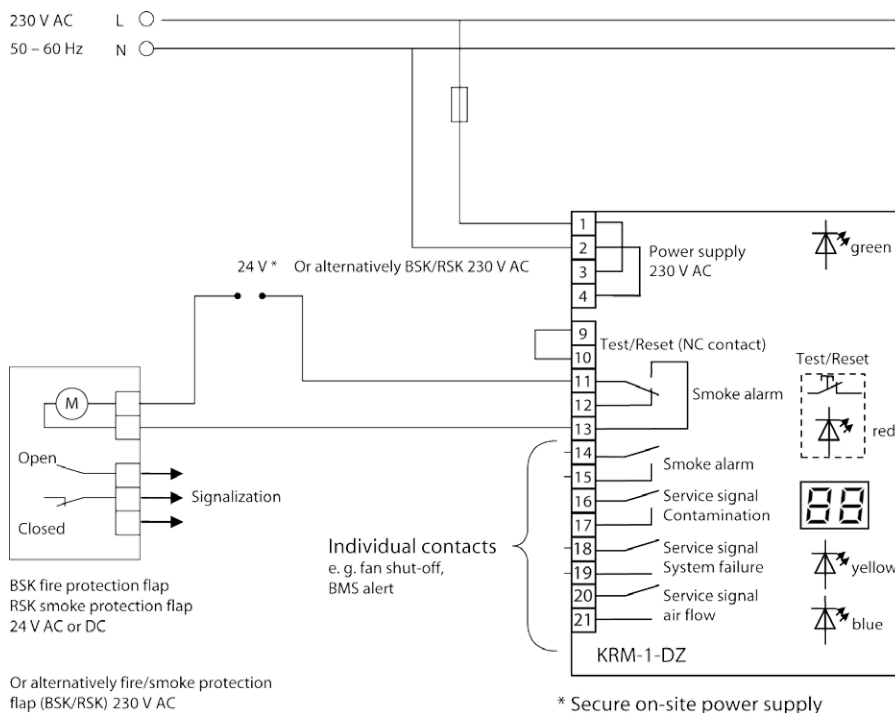 230 V AC L
50 – 60 Hz N
1
2
3
4
Power supply
230 V AC
green
24 V * Or alternatively BSK/RSK 230 V AC
9
10
Test/Reset (NC contact)
11
12
13
Smoke alarm
Test/Reset
red
M
Open
Closed
Signalization
14
15
Smoke alarm
16
17
Service signal
Contamination
88
18
19
Service signal
System failure
yellow
20
21
Service signal
air flow
blue
Individual contacts
e. g. fan shut-off,
BMS alert
KRM-1-DZ
BSK fire protection flap
RSK smoke protection flap
24 V AC or DC
Or alternatively fire/smoke protection
flap (BSK/RSK) 230 V AC
* Secure on-site power supply